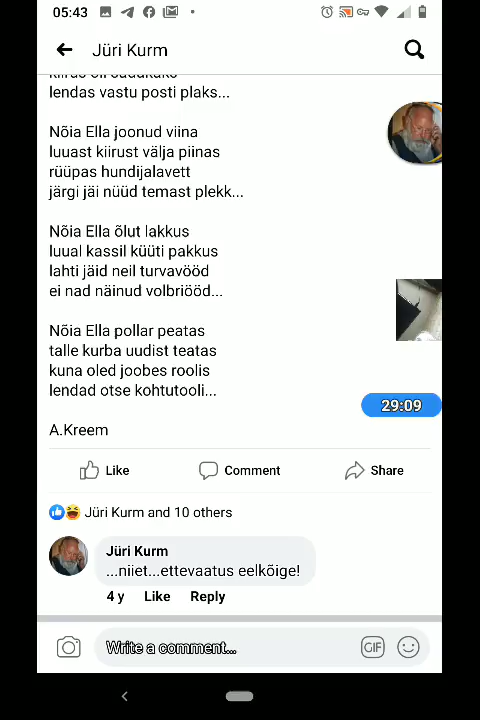 05:43
Jüri Kurm
lendas vastu posti plaks...
Nõia Ella joonud viina
luuast kiirust välja piinas
rüüpas hundijalavett
järgi jäi nüüd temast plekk...
Nõia Ella õlut lakkus
luual kassil küüti pakkus
lahti jäid neil turvavööd
ei nad näinud volbriööd...
Nõia Ella pollar peatas
talle kurba uudist teatas
kuna oled joobes roolis
lendad otse kohtutooli...
29:09
A.Kreem
Like Comment Share
Jüri Kurm and 10 others
Jüri Kurm
...niiet...ettevaatus eelkõige!
4 y Like Reply
Write a comment... GIF